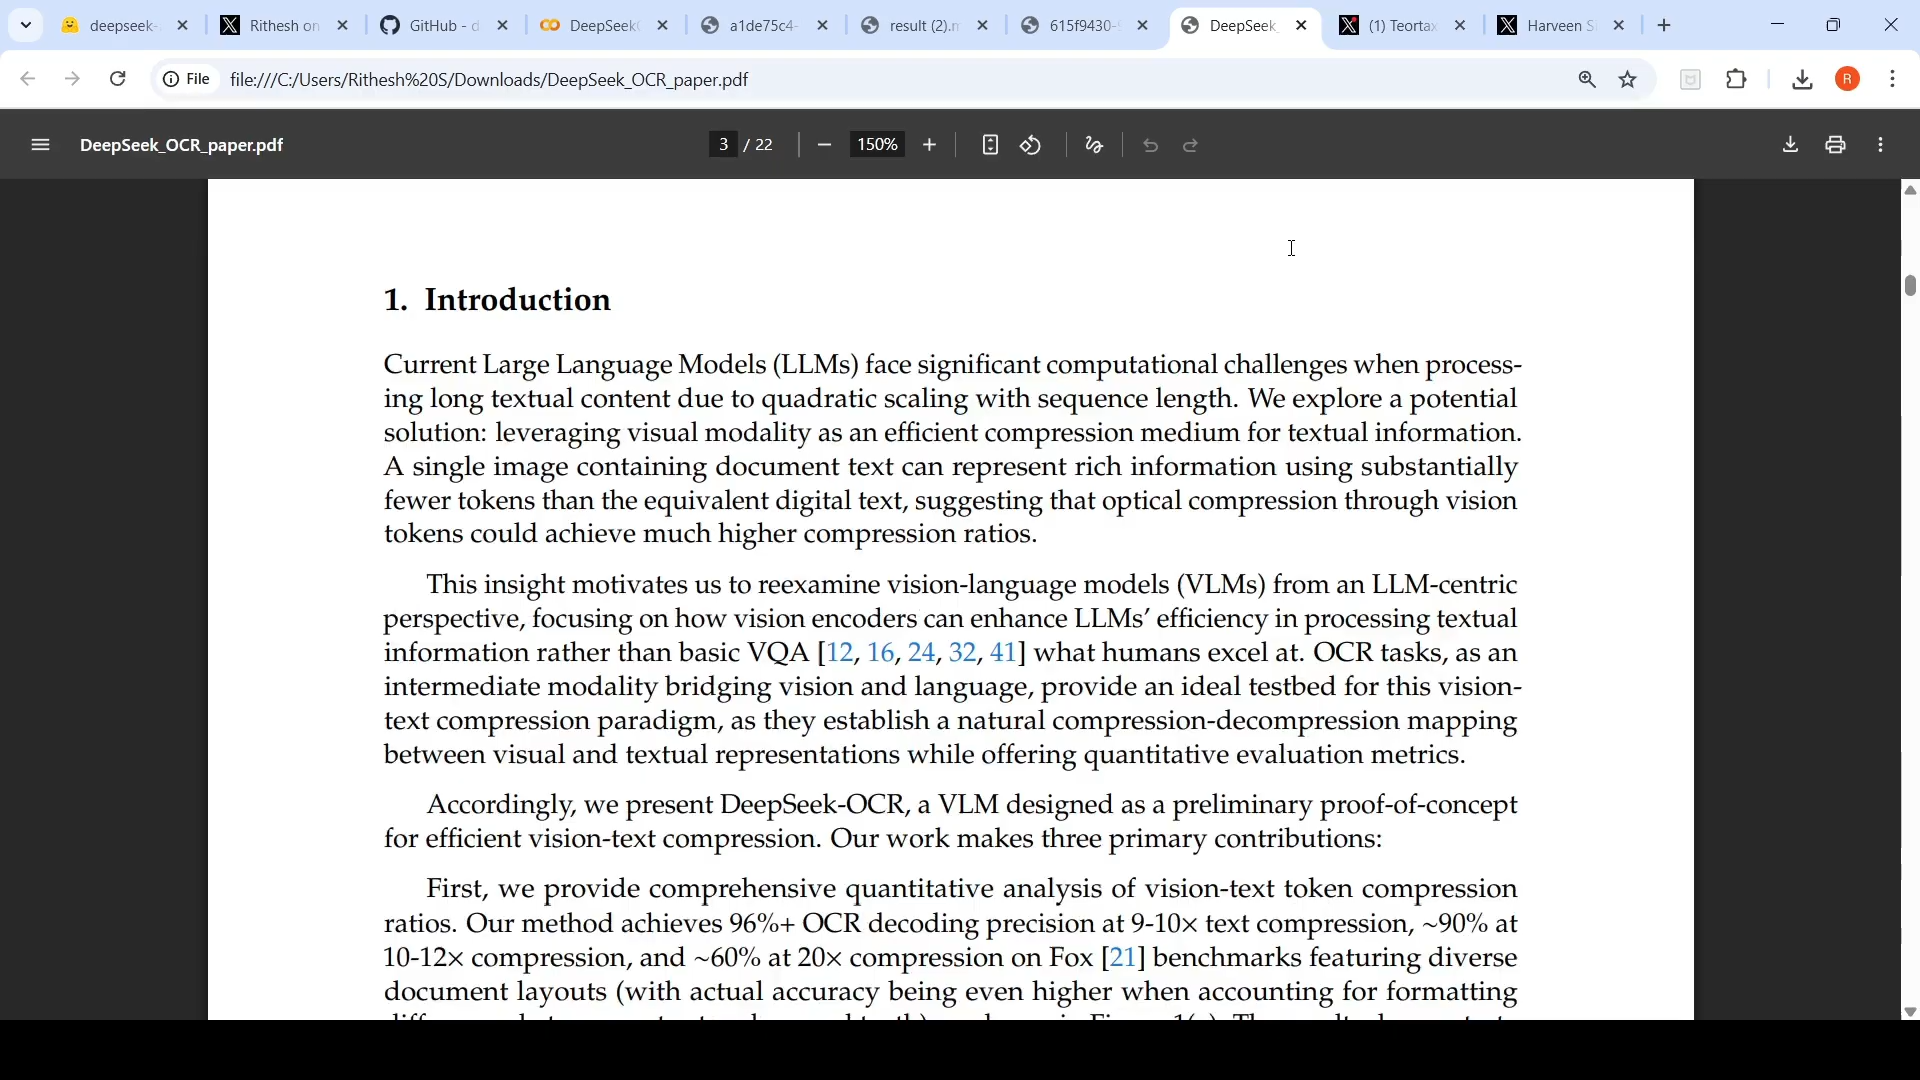 deepseek-
Rithesh on
GitHub - d
DeepSeek
a1de75c4-
result (2).m
615f9430-
DeepSeek_
(1) Teortax
Harveen S
File
file:///C:/Users/Rithesh%20S/Downloads/DeepSeek_OCR_paper.pdf
R
DeepSeek_OCR_paper.pdf
3 / 22
150%
1. Introduction
Current Large Language Models (LLMs) face significant computational challenges when process-
ing long textual content due to quadratic scaling with sequence length. We explore a potential
solution: leveraging visual modality as an efficient compression medium for textual information.
A single image containing document text can represent rich information using substantially
fewer tokens than the equivalent digital text, suggesting that optical compression through vision
tokens could achieve much higher compression ratios.
This insight motivates us to reexamine vision-language models (VLMs) from an LLM-centric
perspective, focusing on how vision encoders can enhance LLMs’ efficiency in processing textual
information rather than basic VQA [12, 16, 24, 32, 41] what humans excel at. OCR tasks, as an
intermediate modality bridging vision and language, provide an ideal testbed for this vision-
text compression paradigm, as they establish a natural compression-decompression mapping
between visual and textual representations while offering quantitative evaluation metrics.
Accordingly, we present DeepSeek-OCR, a VLM designed as a preliminary proof-of-concept
for efficient vision-text compression. Our work makes three primary contributions:
First, we provide comprehensive quantitative analysis of vision-text token compression
ratios. Our method achieves 96%+ OCR decoding precision at 9-10× text compression, ~90% at
10-12× compression, and ~60% at 20× compression on Fox [21] benchmarks featuring diverse
document layouts (with actual accuracy being even higher when accounting for formatting